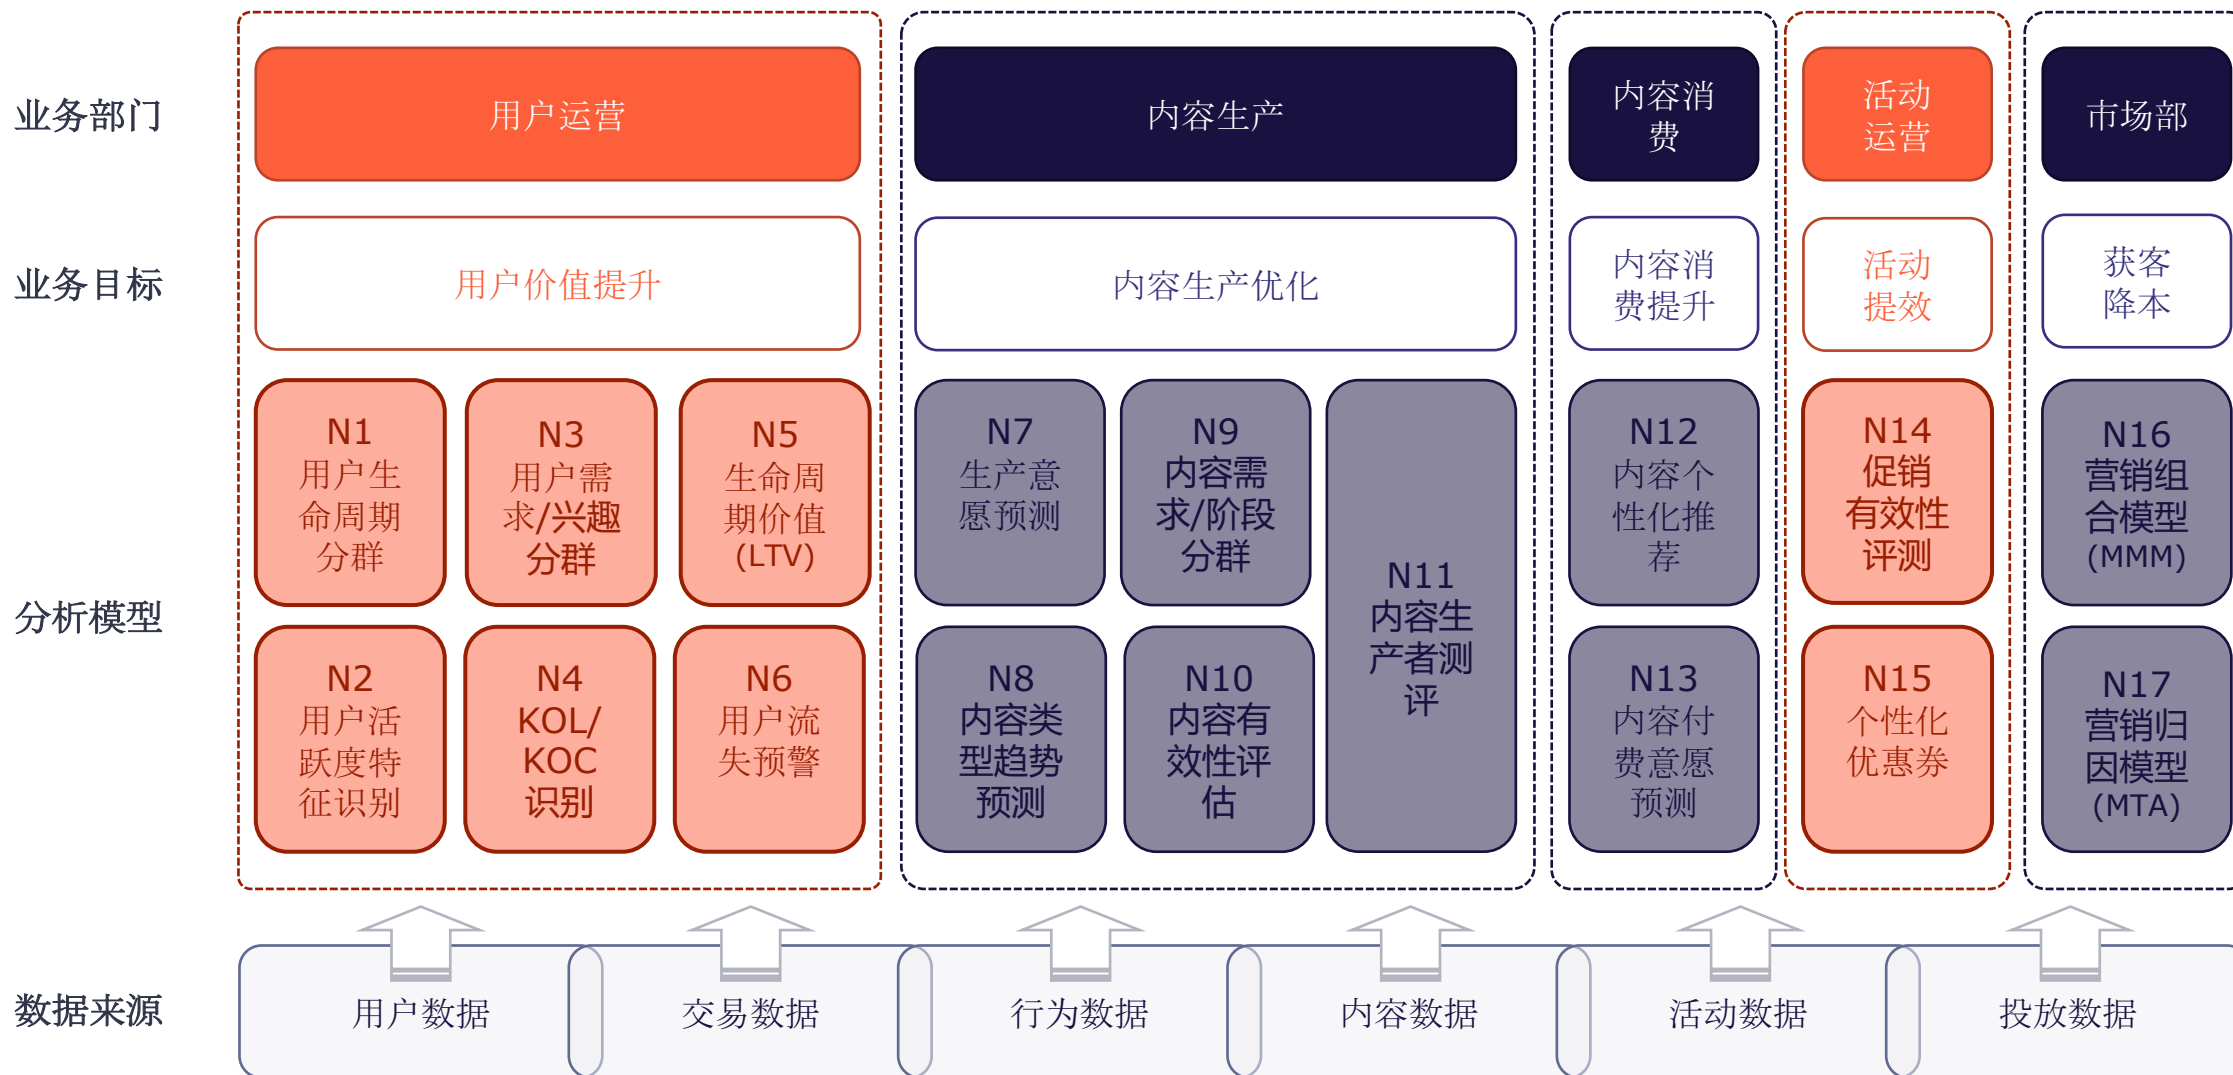 业务部门
用户运营
内容生产
内容消
费
活动
运营
市场部
业务目标
用户价值提升
内容生产优化
内容消
费提升
活动
提效
获客
降本
分析模型
N1
用户生
命周期
分群
N3
用户需
求/兴趣
分群
N5
生命周
期价值
(LTV)
N7
生产意
愿预测
N9
内容需
求/阶段
分群
N11
内容生
产者测
评
N12
内容个
性化推
荐
N14
促销
有效性
评测
N16
营销组
合模型
(MMM)
N2
用户活
跃度特
征识别
N4
KOL/
KOC
识别
N6
用户流
失预警
N8
内容类
型趋势
预测
N10
内容有
效性评
估
N13
内容付
费意愿
预测
N15
个性化
优惠券
N17
营销归
因模型
(MTA)
数据来源
用户数据
交易数据
行为数据
内容数据
活动数据
投放数据